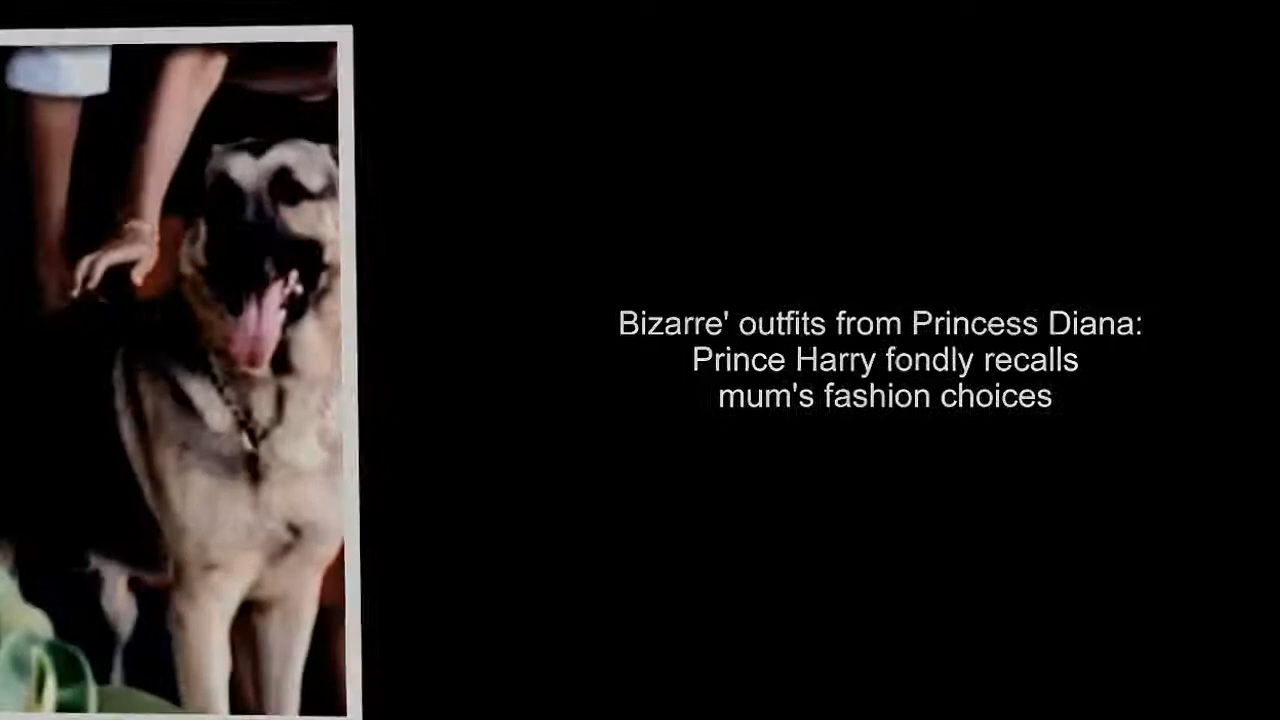 Bizarre' outfits from Princess Diana:
Prince Harry fondly recalls
mum's fashion choices